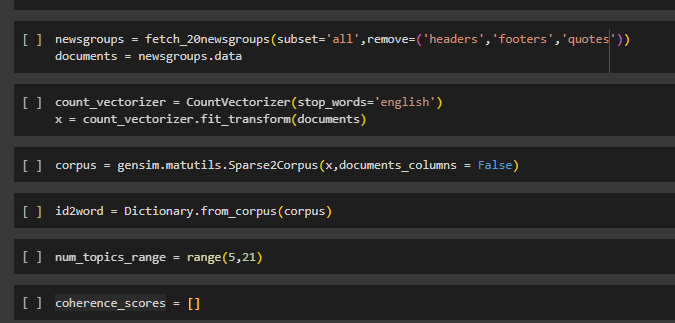 [ ] newsgroups = fetch_20newsgroups(subset='all',remove=('headers','footers','quotes'))
documents = newsgroups.data
[ ] count_vectorizer = CountVectorizer(stop_words='english')
x = count_vectorizer.fit_transform(documents)
[ ] corpus = gensim.matutils.Sparse2Corpus(x,documents_columns = False)
[ ] id2word = Dictionary.from_corpus(corpus)
[ ] num_topics_range = range(5,21)
[ ] coherence_scores = []